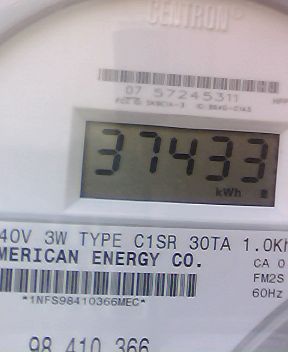 CENTRON®
07 57245311
37433
kWh
40V 3W TYPE C1SR 30TA 1.0Kh
MERICAN ENERGY CO.
CA 0
FM2S
60Hz
*1NFS98410366MEC*
98 410 366